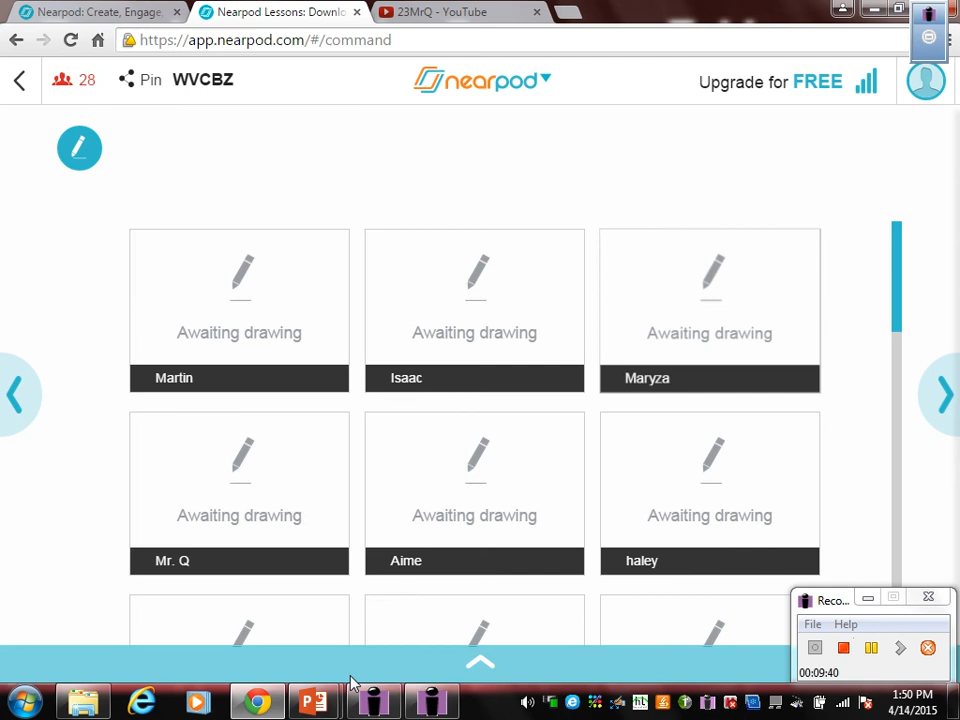 Nearpod: Create, Engage,
Nearpod Lessons: Downlo
23MrQ - YouTube
https://app.nearpod.com/#/command
28
Pin WVCBZ
nearpod
Upgrade for FREE
Awaiting drawing
Awaiting drawing
Awaiting drawing
Martin
Isaac
Maryza
Awaiting drawing
Awaiting drawing
Awaiting drawing
Mr. Q
Aime
haley
Reco...
File Help
00:09:40
1:50 PM
4/14/2015